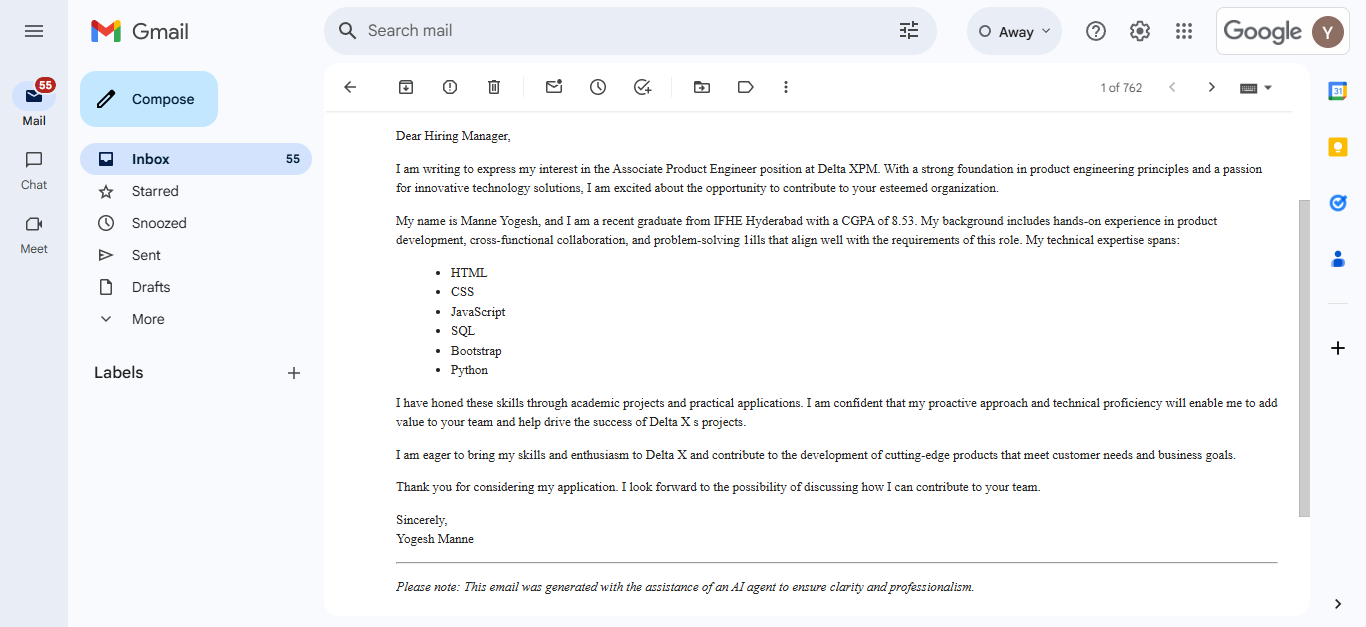 Gmail
Search mail
Away
Google
Y
55
Mail
Chat
Meet
Compose
Inbox 55
Starred
Snoozed
Sent
Drafts
More
Labels
1 of 762
31
Dear Hiring Manager,
I am writing to express my interest in the Associate Product Engineer position at Delta XPM. With a strong foundation in product engineering principles and a passion
for innovative technology solutions, I am excited about the opportunity to contribute to your esteemed organization.
My name is Manne Yogesh, and I am a recent graduate from IFHE Hyderabad with a CGPA of 8.53. My background includes hands-on experience in product
development, cross-functional collaboration, and problem-solving 1ills that align well with the requirements of this role. My technical expertise spans:
• HTML
• CSS
• JavaScript
• SQL
• Bootstrap
• Python
I have honed these skills through academic projects and practical applications. I am confident that my proactive approach and technical proficiency will enable me to add
value to your team and help drive the success of Delta X s projects.
I am eager to bring my skills and enthusiasm to Delta X and contribute to the development of cutting-edge products that meet customer needs and business goals.
Thank you for considering my application. I look forward to the possibility of discussing how I can contribute to your team.
Sincerely,
Yogesh Manne
Please note: This email was generated with the assistance of an AI agent to ensure clarity and professionalism.